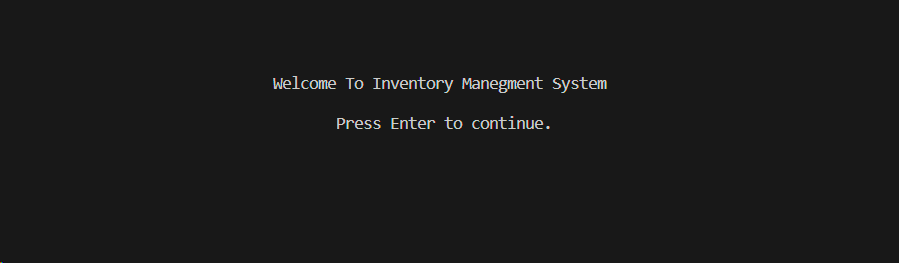 Welcome To Inventory Manegment System
Press Enter to continue.